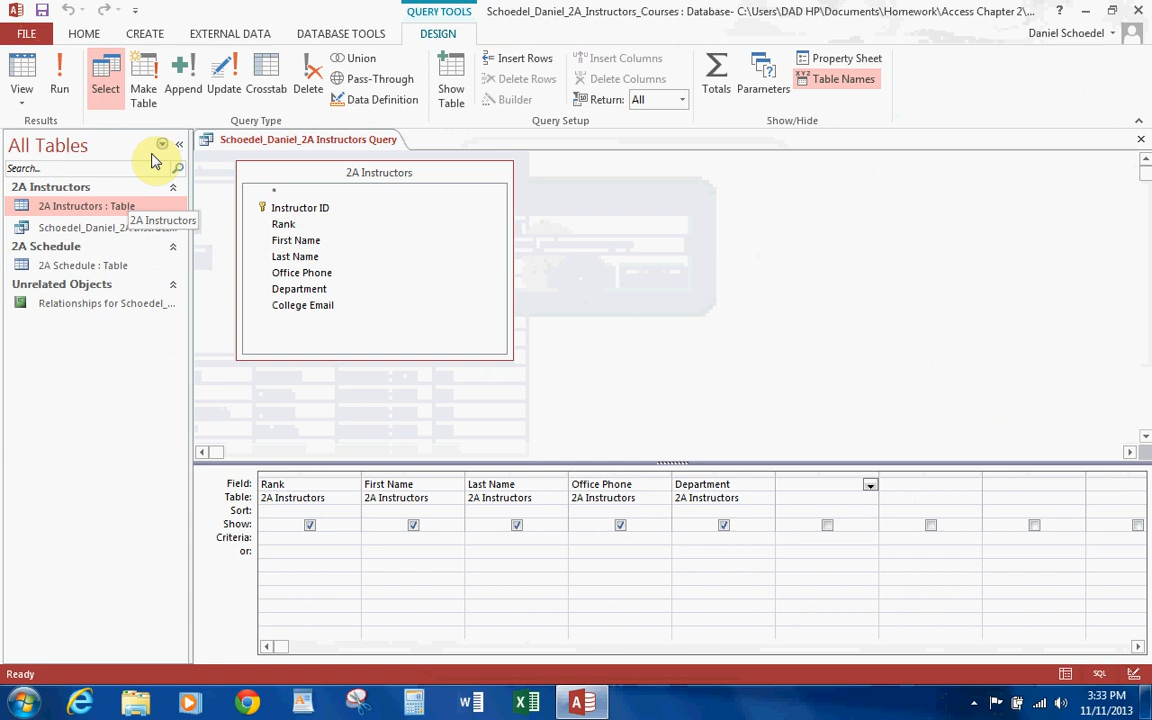 QUERY TOOLS
Schoedel_Daniel_2A_Instructors_Courses : Database- C:\Users\DAD HP\Documents\Homework\Access Chapter 2\...
FILE HOME CREATE EXTERNAL DATA DATABASE TOOLS DESIGN Daniel Schoedel
View Run Select Make Table Append Update Crosstab Delete
Union
Pass-Through
Data Definition
Show Table
Insert Rows
Delete Rows
Builder
Insert Columns
Delete Columns
Return: All
Totals Parameters
Property Sheet
Table Names
Results Query Type Query Setup Show/Hide
All Tables
Search...
2A Instructors
2A Instructors : Table
2A Instructors
Schoedel_Daniel_2A
2A Schedule
2A Schedule : Table
Unrelated Objects
Relationships for Schoedel_...
Schoedel_Daniel_2A Instructors Query
2A Instructors
*
Instructor ID
Rank
First Name
Last Name
Office Phone
Department
College Email
Field: Rank First Name Last Name Office Phone Department
Table: 2A Instructors 2A Instructors 2A Instructors 2A Instructors 2A Instructors
Sort:
Show:
Criteria:
or:
Ready
SQL
3:33 PM
11/11/2013